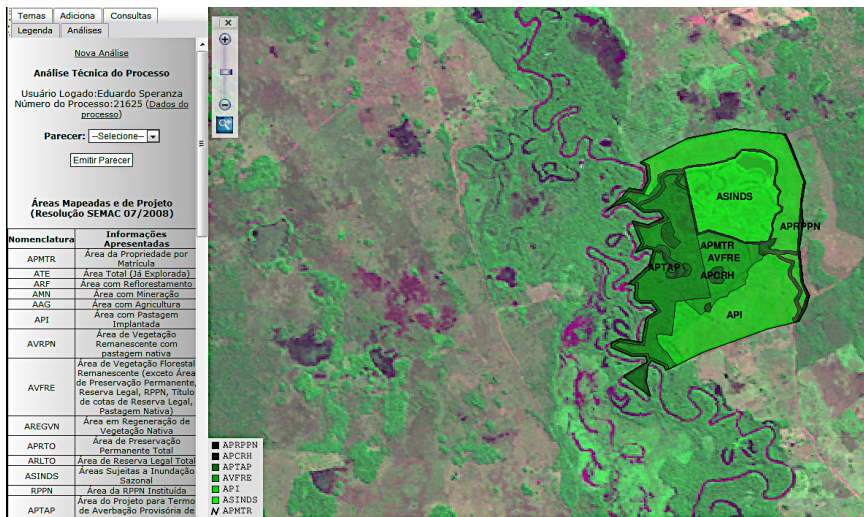 Temas
Adiciona
Consultas
Legenda
Análises
Nova Análise
Análise Técnica do Processo
Usuário Logado:Eduardo Speranza
Número do Processo:21625 (Dados do
processo)
Parecer: --Selecione--
Emitir Parecer
Áreas Mapeadas e de Projeto
(Resolução SEMAC 07/2008)
Nomenclatura
Informações
Apresentadas
APMTR
Área da Propriedade por
Matrícula
ATE
Área Total (Já Explorada)
ARF
Área com Reflorestamento
AMN
Área com Mineração
AAG
Área com Agricultura
API
Área com Pastagem
Implantada
AVRPN
Área de Vegetação
Remanescente com
pastagem nativa
AVFRE
Área de Vegetação Florestal
Remanescente (exceto Área
de Preservação Permanente,
Reserva Legal, RPPN, Título
de cotas de Reserva Legal,
Pastagem Nativa)
AREGVN
Área em Regeneração de
Vegetação Nativa
APRTO
Área de Preservação
Permanente Total
ARLTO
Área de Reserva Legal Total
ASINDS
Áreas Sujeitas a Inundação
Sazonal
RPPN
Área da RPPN Instituída
APTAP
Área do Projeto para Termo
de Averbação Provisória de
ASINDS
APRPPN
APMTR
AVFRE
APTAP
APCRH
API
APRPPN
APCRH
APTAP
AVFRE
API
ASINDS
APMTR